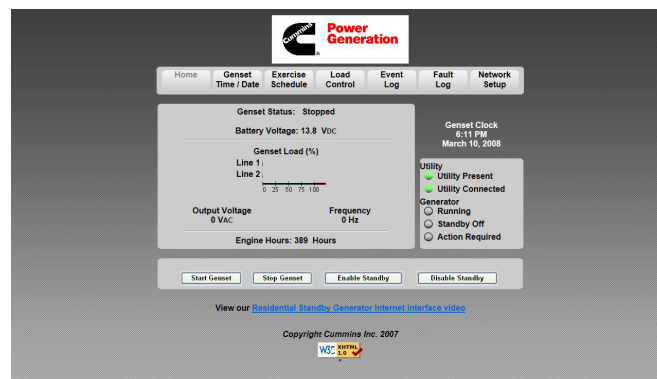 Cummins
Power
Generation
Home
Genset
Time / Date
Exercise
Schedule
Load
Control
Event
Log
Fault
Log
Network
Setup
Genset Status: Stopped
Battery Voltage: 13.8 VDC
Genset Load (%)
Line 1
Line 2
0 25 50 75 100
Output Voltage
0 VAC
Frequency
0 Hz
Engine Hours: 389 Hours
Genset Clock
6:11 PM
March 10, 2008
Utility
Utility Present
Utility Connected
Generator
Running
Standby Off
Action Required
Start Genset
Stop Genset
Enable Standby
Disable Standby
View our Residential Standby Generator Internet Interface video
Copyright Cummins Inc. 2007
W3C XHTML
1.0